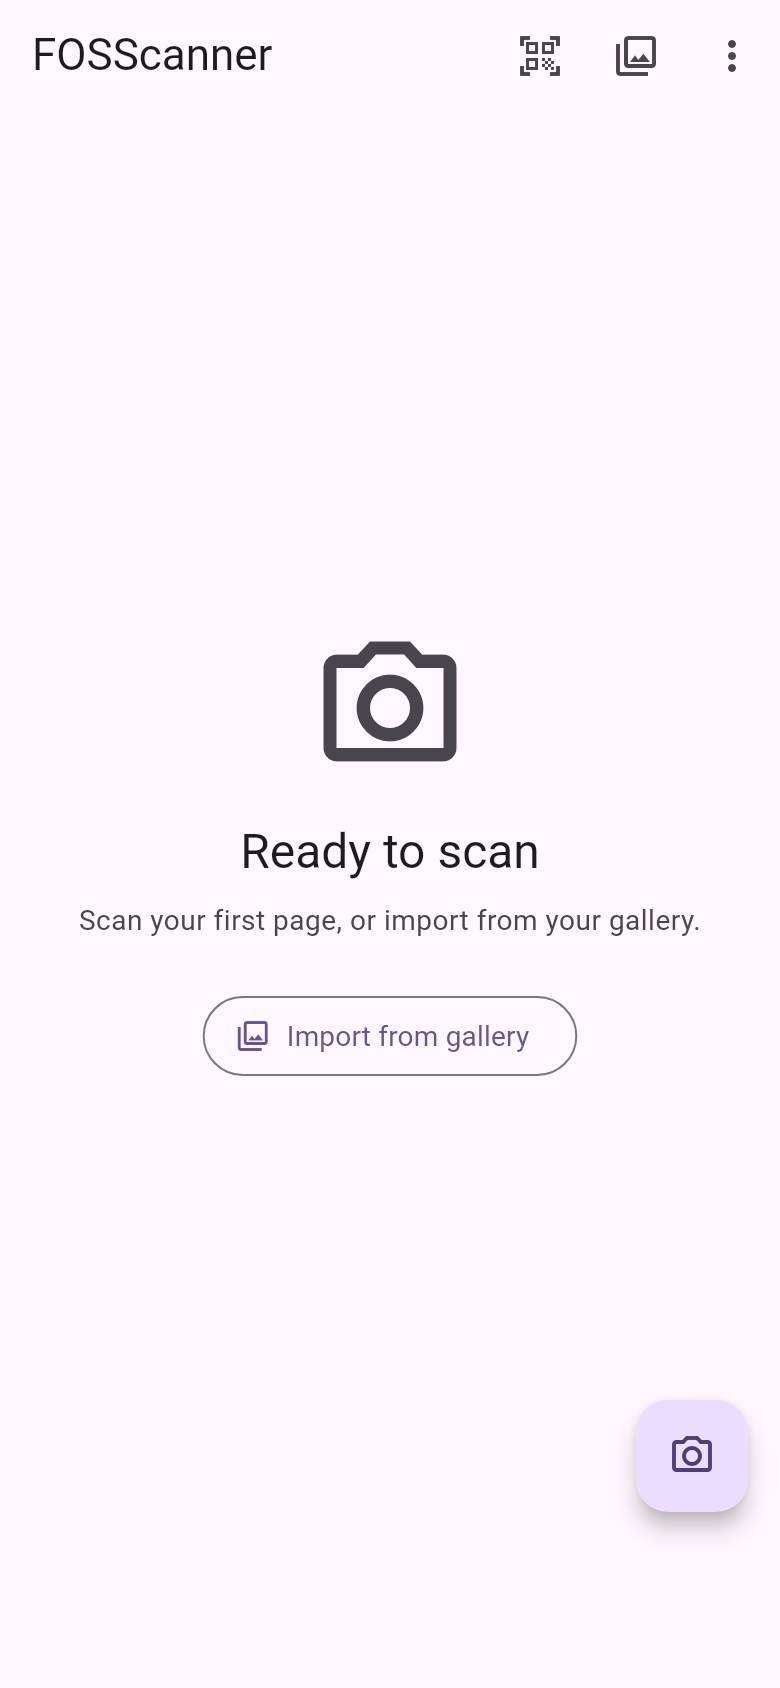 FOSScanner
Ready to scan
Scan your first page, or import from your gallery.
Import from gallery